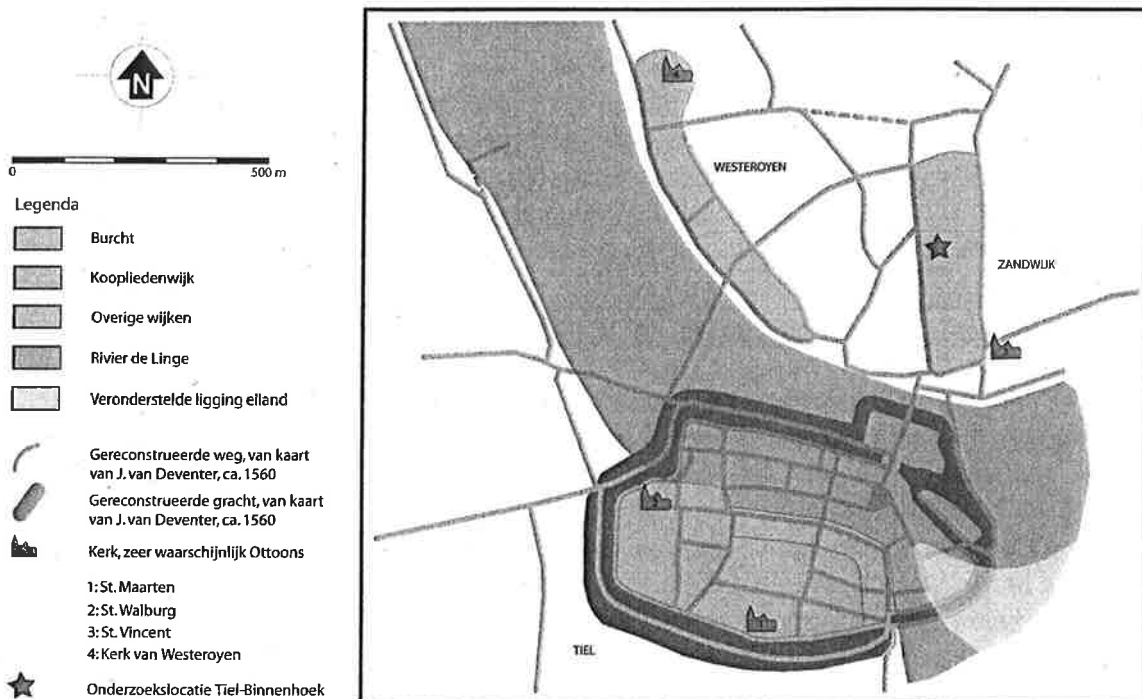 N
0 500 m
Legenda
Burcht
Koopliedenwijk
Overige wijken
Rivier de Linge
Veronderstelde ligging eiland
Gereconstrueerde weg, van kaart
van J. van Deventer, ca. 1560
Gereconstrueerde gracht, van kaart
van J. van Deventer, ca. 1560
Kerk, zeer waarschijnlijk Ottoons
1: St. Maarten
2: St. Walburg
3: St. Vincent
4: Kerk van Westeroyen
Onderzoekslocatie Tiel-Binnenhoek
4
WESTEROYEN
ZANDWIJK
TIEL